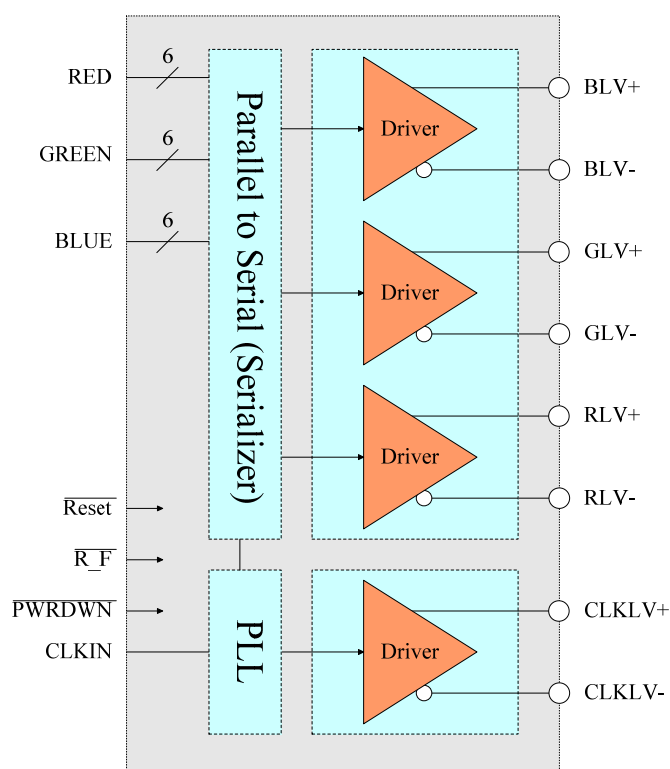 RED
6
GREEN
6
BLUE
6
Reset
R_F
PWRDWN
CLKIN
Parallel to Serial (Serializer)
PLL
Driver
Driver
Driver
Driver
BLV+
BLV-
GLV+
GLV-
RLV+
RLV-
CLKLV+
CLKLV-